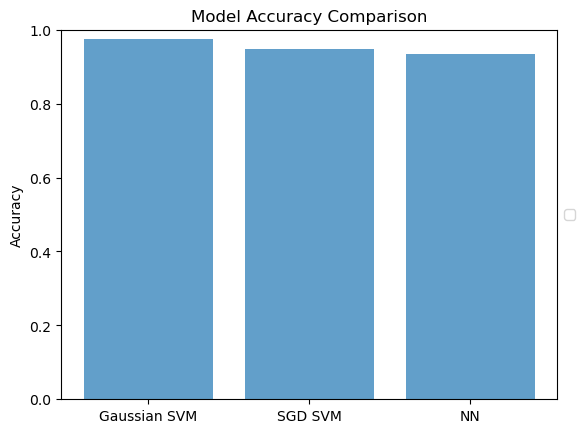 Model Accuracy Comparison
1.0
0.8
0.6
0.4
0.2
0.0
Accuracy
Gaussian SVM
SGD SVM
NN